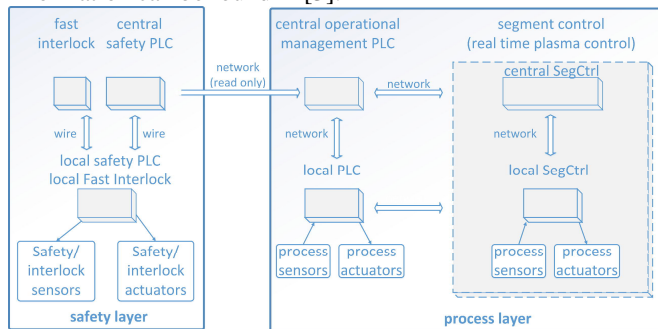 fast
interlock
central
safety PLC
network
(read only)
central operational
management PLC
segment control
(real time plasma control)
central SegCtrl
network
wire
wire
network
network
local safety PLC
local Fast Interlock
local PLC
local SegCtrl
Safety/
interlock
sensors
Safety/
interlock
actuators
process
sensors
process
actuators
process
sensors
process
actuators
safety layer
process layer